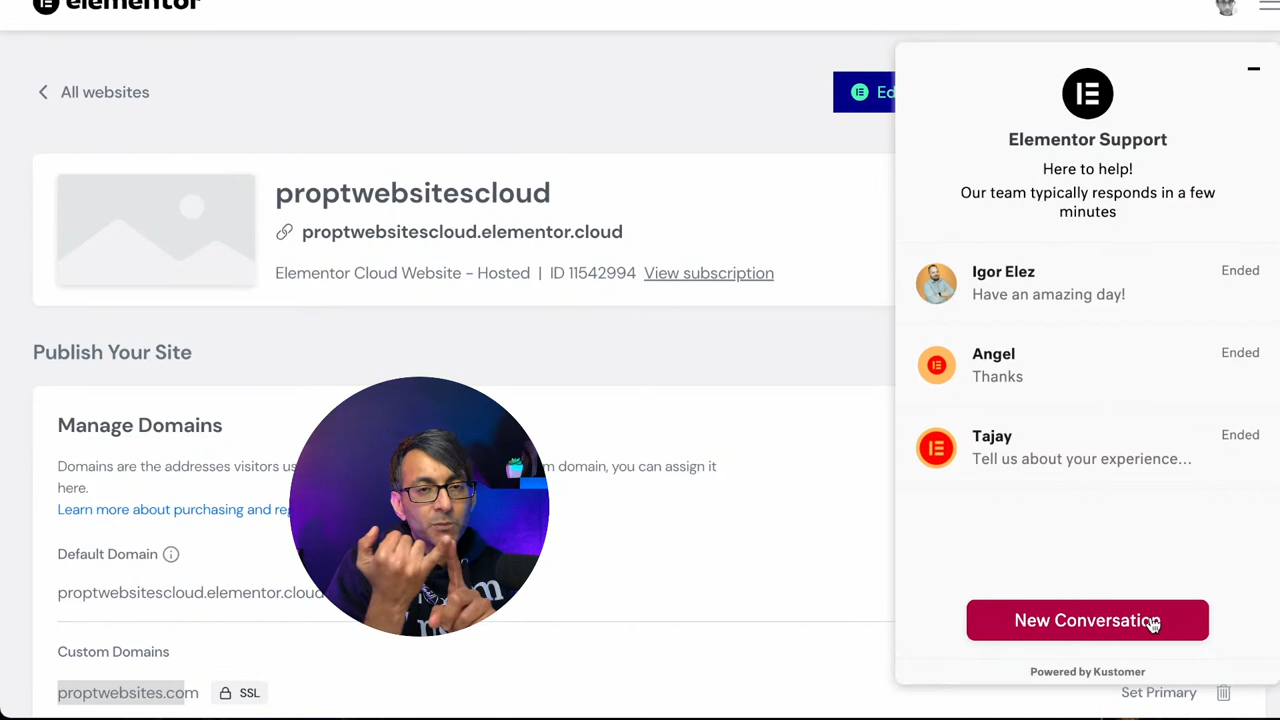 elementor
All websites
Ed
proptwebsitescloud
proptwebsitescloud.elementor.cloud
Elementor Cloud Website - Hosted | ID 11542994 View subscription
Publish Your Site
Manage Domains
Domains are the addresses visitors us
m domain, you can assign it
here.
Learn more about purchasing and re
Default Domain
proptwebsitescloud.elementor.cloud
Custom Domains
proptwebsites.com SSL
Set Primary
Elementor Support
Here to help!
Our team typically responds in a few
minutes
Igor Elez Ended
Have an amazing day!
Angel Ended
Thanks
Tajay Ended
Tell us about your experience...
New Conversation
Powered by Kustomer